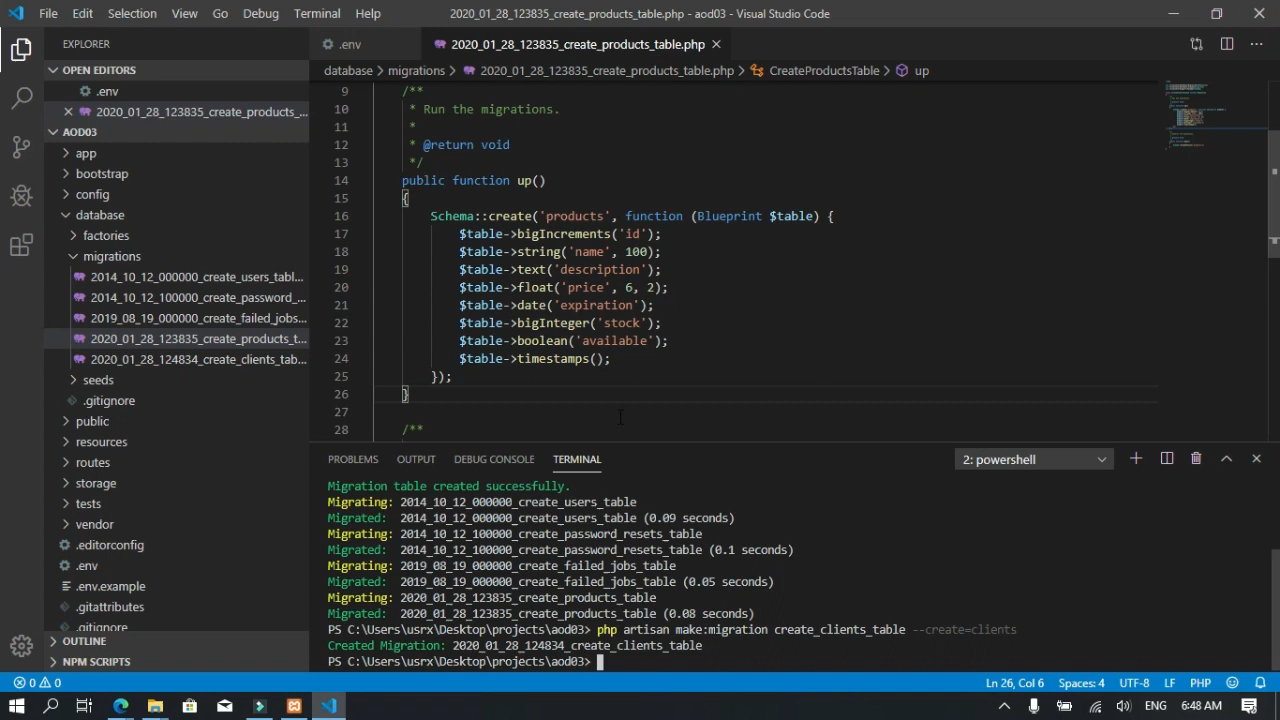 File Edit Selection View Go Debug Terminal Help
2020_01_28_123835_create_products_table.php - aod03 - Visual Studio Code
EXPLORER
OPEN EDITORS
.env
2020_01_28_123835_create_products_...
AOD03
app
bootstrap
config
database
factories
migrations
2014_10_12_000000_create_users_tabl...
2014_10_12_100000_create_password_...
2019_08_19_000000_create_failed_jobs...
2020_01_28_123835_create_products_t...
2020_01_28_124834_create_clients_tab...
seeds
.gitignore
public
resources
routes
storage
tests
vendor
.editorconfig
.env
.env.example
.gitattributes
.gitignore
OUTLINE
NPM SCRIPTS
.env 2020_01_28_123835_create_products_table.php
database > migrations > 2020_01_28_123835_create_products_table.php > CreateProductsTable > up
9 /**
10 * Run the migrations.
11 *
12 * @return void
13 */
14 public function up()
15 {
16 Schema::create('products', function (Blueprint $table) {
17 $table->bigIncrements('id');
18 $table->string('name', 100);
19 $table->text('description');
20 $table->float('price', 6, 2);
21 $table->date('expiration');
22 $table->bigInteger('stock');
23 $table->boolean('available');
24 $table->timestamps();
25 });
26 }
27
28 /**
PROBLEMS OUTPUT DEBUG CONSOLE TERMINAL 2: powershell
Migration table created successfully.
Migrating: 2014_10_12_000000_create_users_table
Migrated: 2014_10_12_000000_create_users_table (0.09 seconds)
Migrating: 2014_10_12_100000_create_password_resets_table
Migrated: 2014_10_12_100000_create_password_resets_table (0.1 seconds)
Migrating: 2019_08_19_000000_create_failed_jobs_table
Migrated: 2019_08_19_000000_create_failed_jobs_table (0.05 seconds)
Migrating: 2020_01_28_123835_create_products_table
Migrated: 2020_01_28_123835_create_products_table (0.08 seconds)
PS C:\Users\usrx\Desktop\projects\aod03> php artisan make:migration create_clients_table --create=clients
Created Migration: 2020_01_28_124834_create_clients_table
PS C:\Users\usrx\Desktop\projects\aod03>
0 0 Ln 26, Col 6 Spaces: 4 UTF-8 LF PHP
ENG 6:48 AM